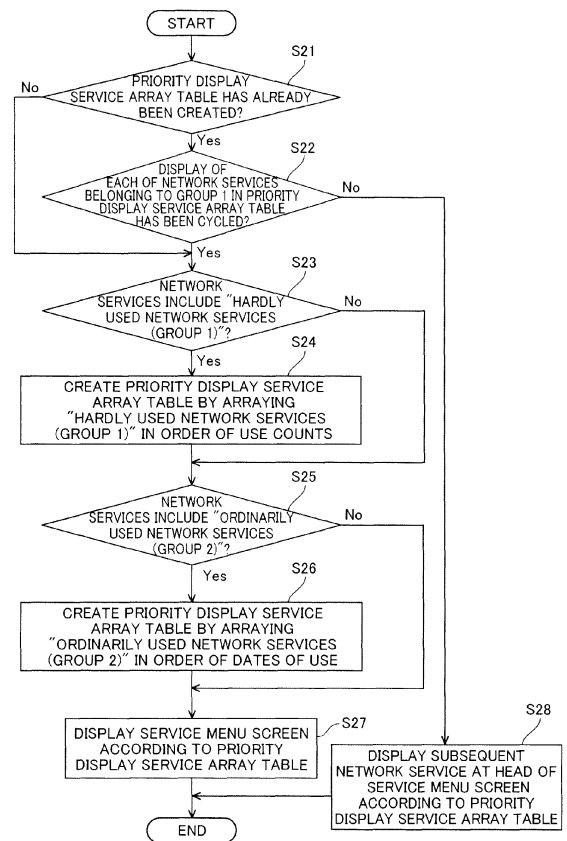 START
S21
PRIORITY DISPLAY
SERVICE ARRAY TABLE HAS ALREADY
BEEN CREATED?
No
Yes
S22
DISPLAY OF
EACH OF NETWORK SERVICES
BELONGING TO GROUP 1 IN PRIORITY
DISPLAY SERVICE ARRAY TABLE
HAS BEEN CYCLED?
No
Yes
S23
NETWORK
SERVICES INCLUDE "HARDLY
USED NETWORK SERVICES
(GROUP 1)"?
No
Yes
S24
CREATE PRIORITY DISPLAY SERVICE
ARRAY TABLE BY ARRAYING
"HARDLY USED NETWORK SERVICES
(GROUP 1)" IN ORDER OF USE COUNTS
S25
NETWORK
SERVICES INCLUDE "ORDINARILY
USED NETWORK SERVICES
(GROUP 2)"?
No
Yes
S26
CREATE PRIORITY DISPLAY SERVICE
ARRAY TABLE BY ARRAYING
"ORDINARILY USED NETWORK SERVICES
(GROUP 2)" IN ORDER OF DATES OF USE
S27
DISPLAY SERVICE MENU SCREEN
ACCORDING TO PRIORITY
DISPLAY SERVICE ARRAY TABLE
S28
DISPLAY SUBSEQUENT
NETWORK SERVICE AT HEAD OF
SERVICE MENU SCREEN
ACCORDING TO PRIORITY
DISPLAY SERVICE ARRAY TABLE
END